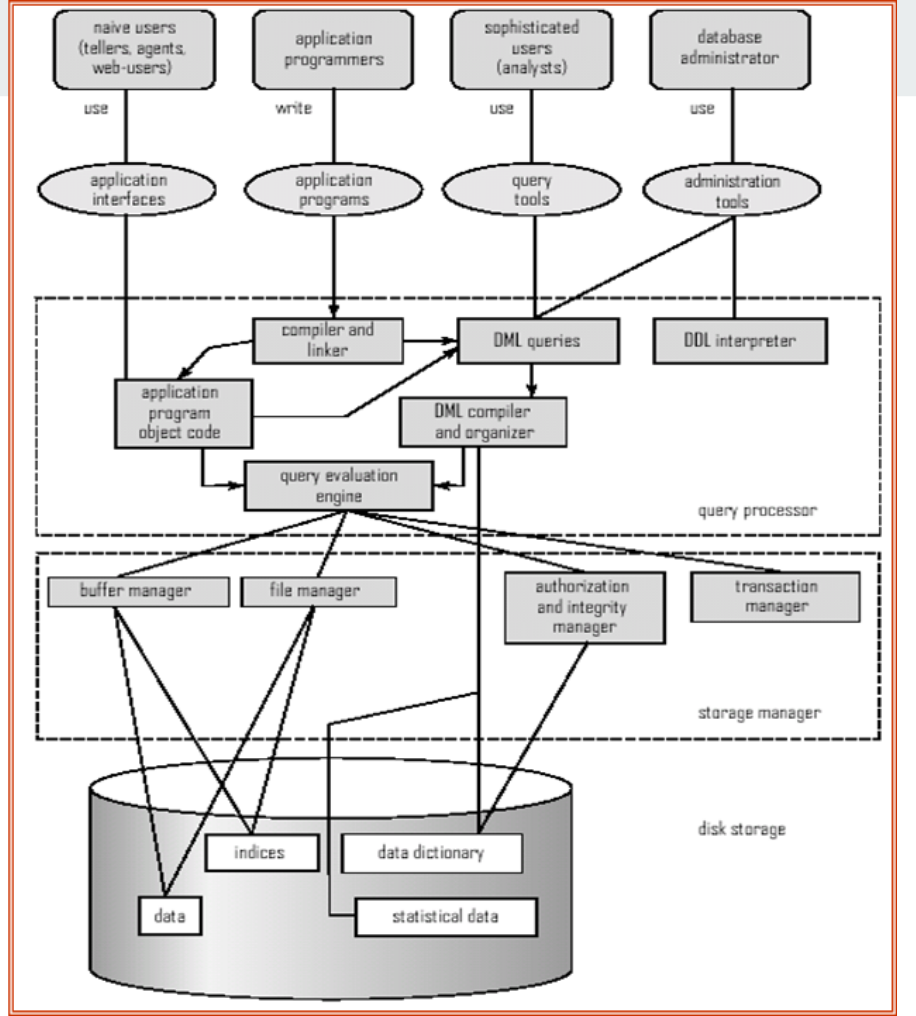 naive users
(tellers, agents,
web-users)
application
programmers
sophisticated
users
(analysts)
database
administrator
use
write
use
use
application
interfaces
application
programs
query
tools
administration
tools
compiler and
linker
DML queries
DDL interpreter
application
program
object code
DML compiler
and organizer
query evaluation
engine
query processor
buffer manager
file manager
authorization
and integrity
manager
transaction
manager
storage manager
disk storage
indices
data dictionary
data
statistical data